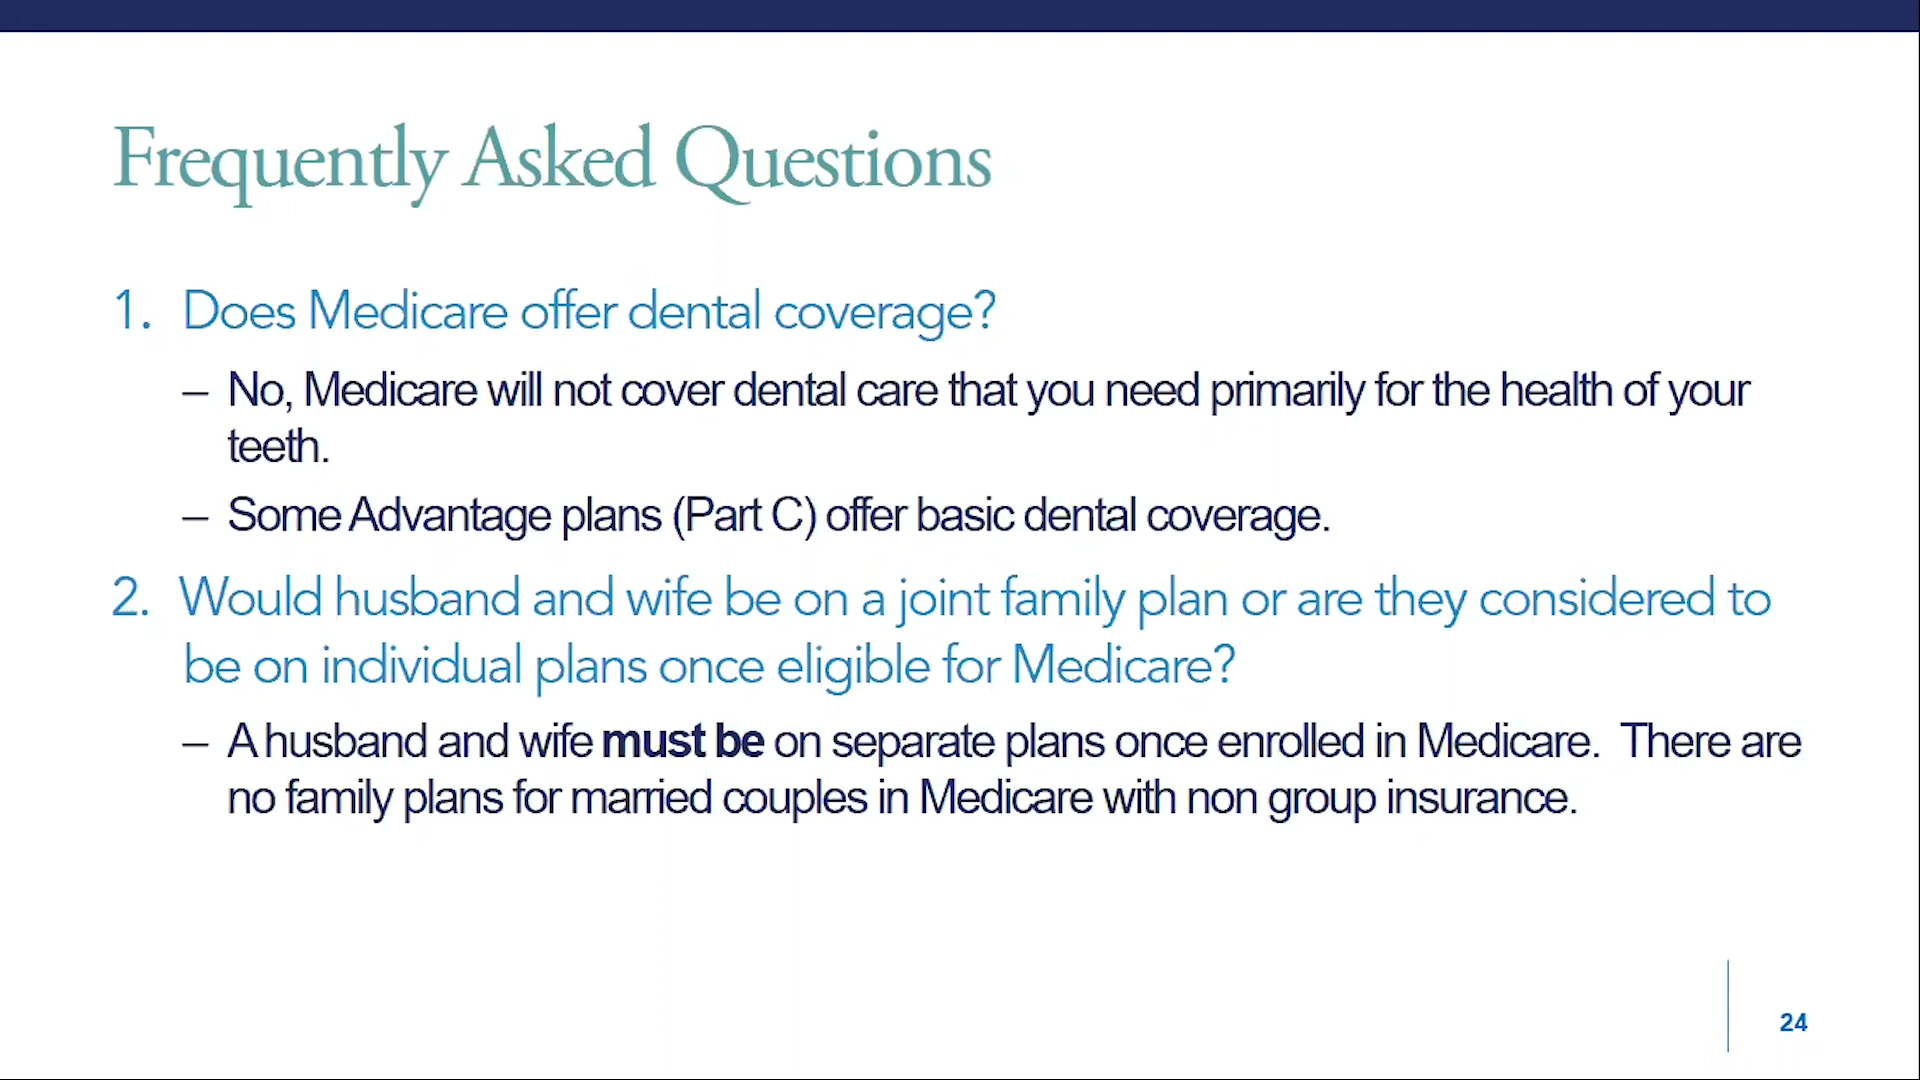 Frequently Asked Questions
1. Does Medicare offer dental coverage?
– No, Medicare will not cover dental care that you need primarily for the health of your
teeth.
– Some Advantage plans (Part C) offer basic dental coverage.
2. Would husband and wife be on a joint family plan or are they considered to
be on individual plans once eligible for Medicare?
– A husband and wife must be on separate plans once enrolled in Medicare. There are
no family plans for married couples in Medicare with non group insurance.
24